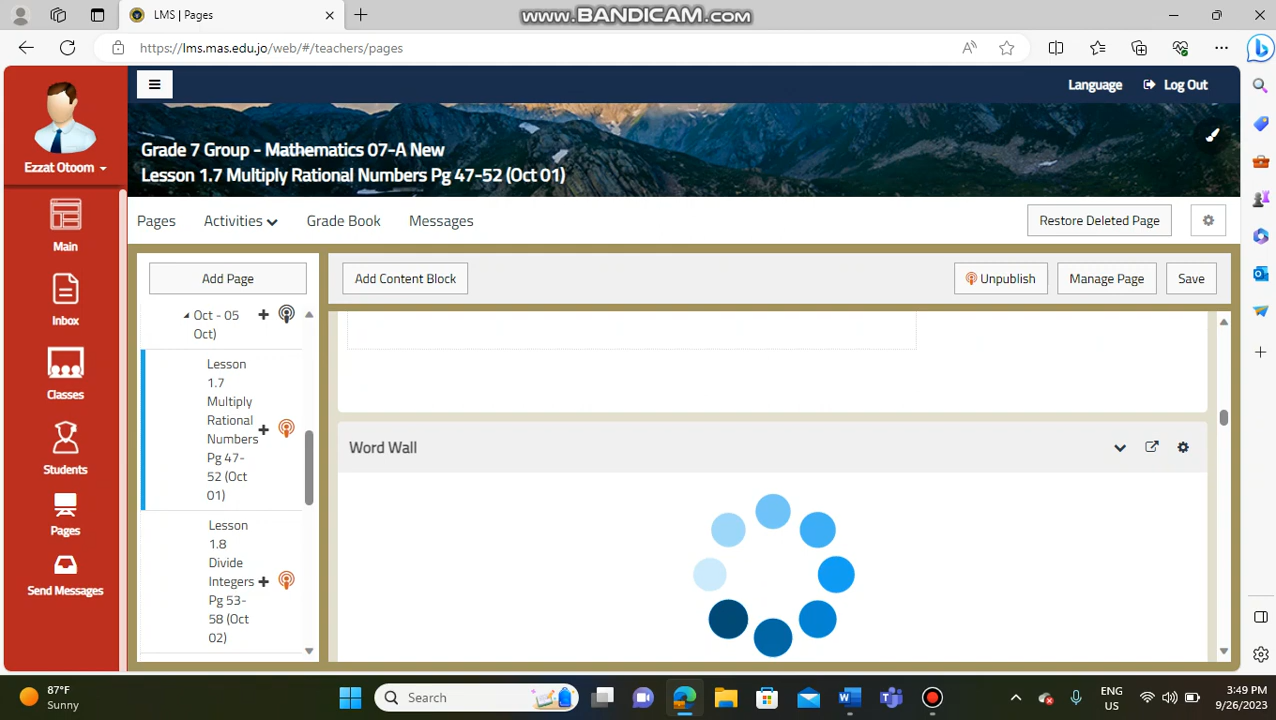 www.BANDICAM.com
LMS | Pages
https://lms.mas.edu.jo/web/#/teachers/pages
Language
Log Out
Ezzat Otoom
Grade 7 Group - Mathematics 07-A New
Lesson 1.7 Multiply Rational Numbers Pg 47-52 (Oct 01)
Pages
Activities
Grade Book
Messages
Restore Deleted Page
Main
Inbox
Classes
Students
Pages
Send Messages
Add Page
Oct - 05
Oct)
Lesson
1.7
Multiply
Rational
Numbers
Pg 47-
52 (Oct
01)
Lesson
1.8
Divide
Integers
Pg 53-
58 (Oct
02)
Add Content Block
Unpublish
Manage Page
Save
Word Wall
87°F
Sunny
Search
ENG
US
3:49 PM
9/26/2023